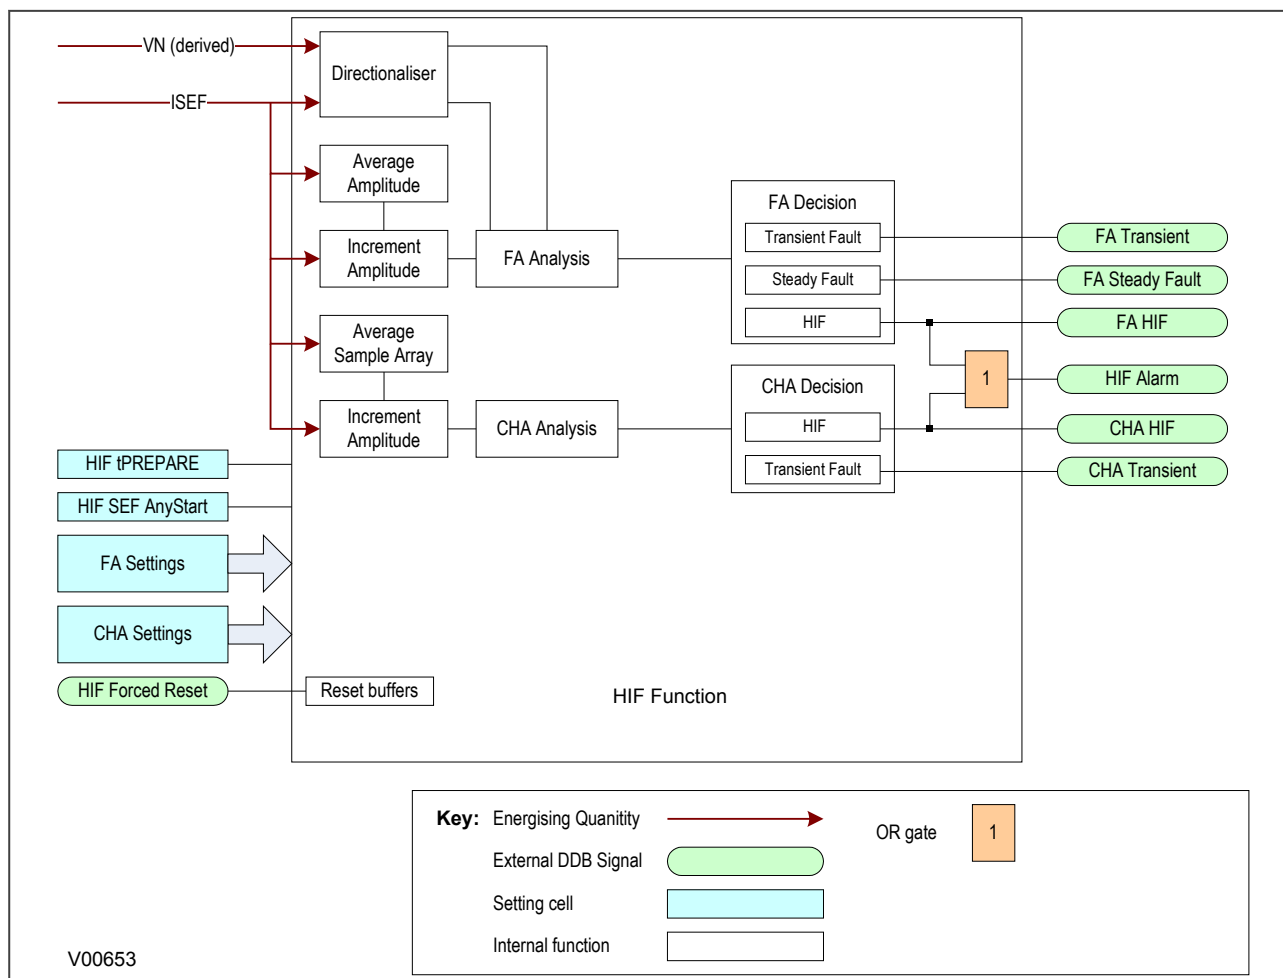 VN (derived)
ISEF
Directionaliser
Average
Amplitude
Increment
Amplitude
FA Analysis
Average
Sample Array
Increment
Amplitude
CHA Analysis
FA Decision
Transient Fault
Steady Fault
HIF
CHA Decision
HIF
Transient Fault
1
FA Transient
FA Steady Fault
FA HIF
HIF Alarm
CHA HIF
CHA Transient
HIF tPREPARE
HIF SEF AnyStart
FA Settings
CHA Settings
HIF Forced Reset
Reset buffers
HIF Function
Key: Energising Quanitity
External DDB Signal
Setting cell
Internal function
OR gate
1
V00653